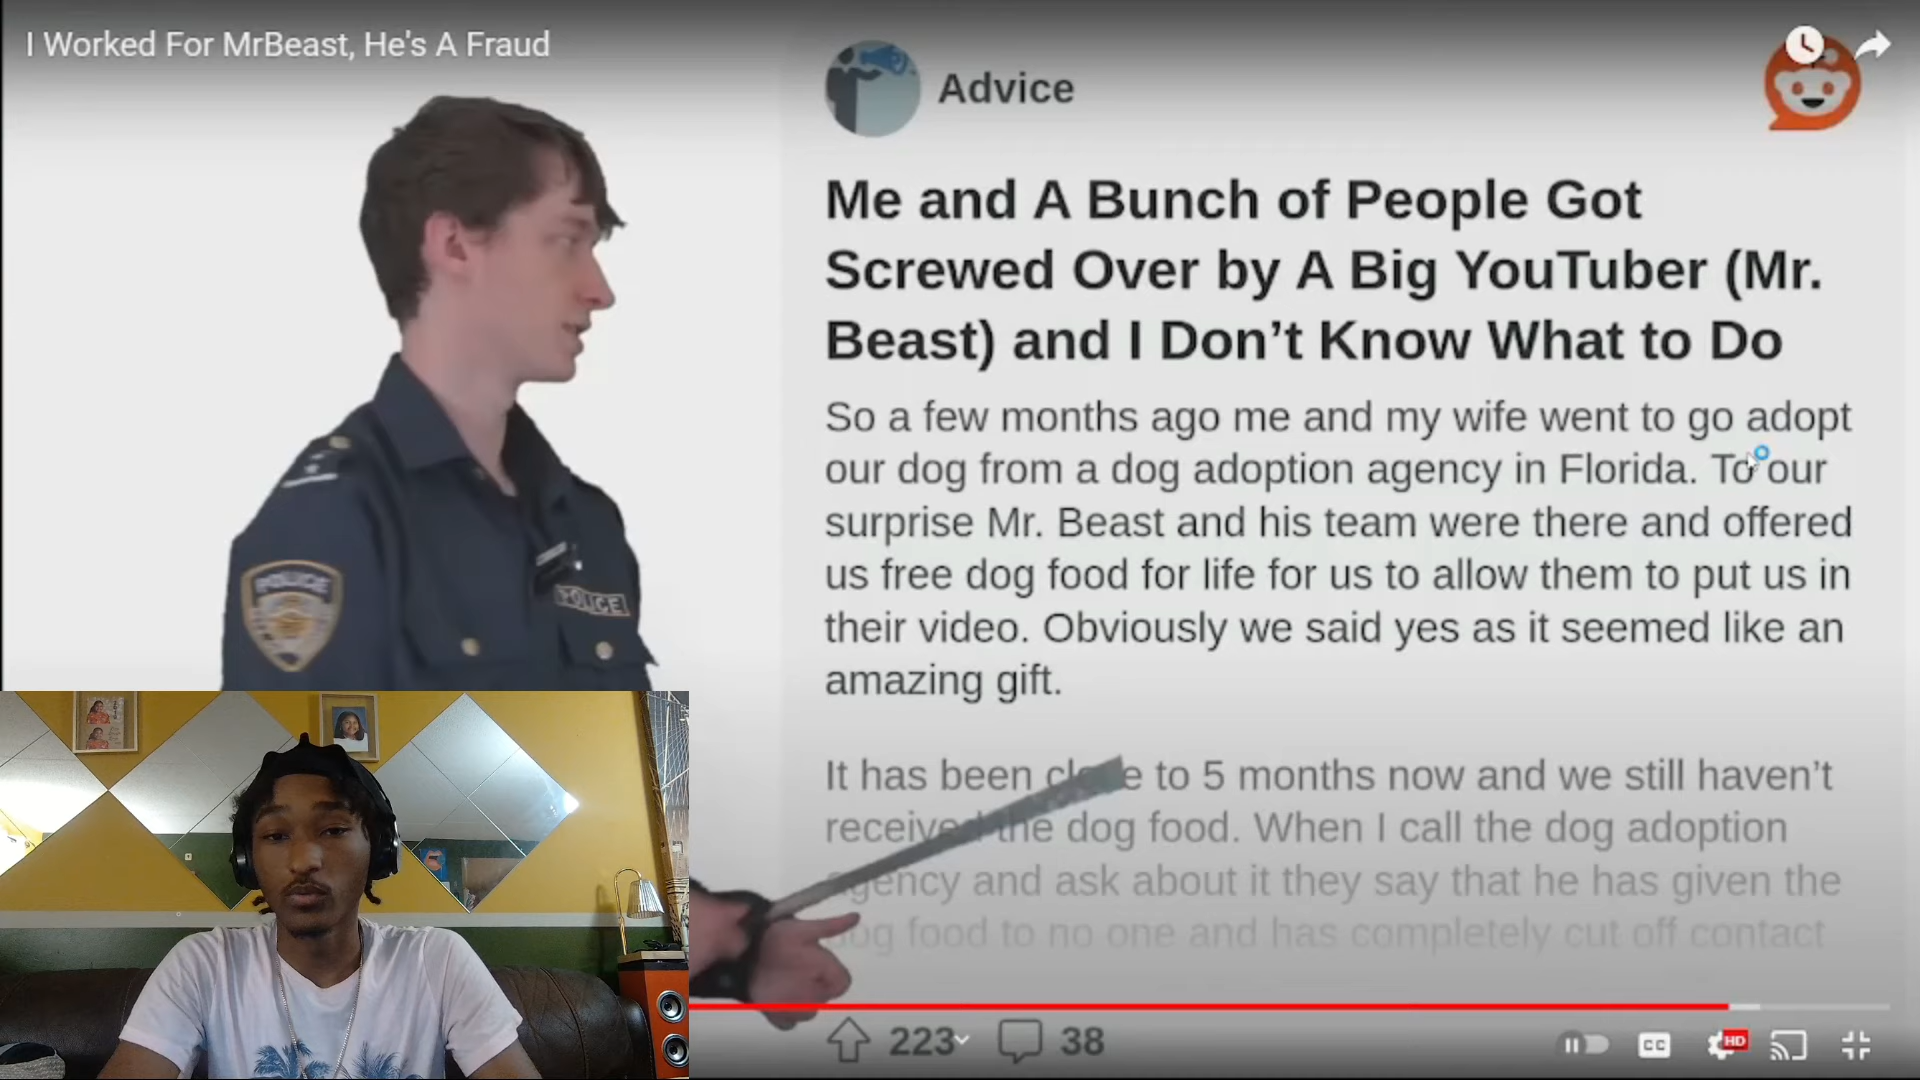 I Worked For MrBeast, He's A Fraud
Advice
Me and A Bunch of People Got
Screwed Over by A Big YouTuber (Mr.
Beast) and I Don’t Know What to Do
So a few months ago me and my wife went to go adopt
our dog from a dog adoption agency in Florida. To our
surprise Mr. Beast and his team were there and offered
us free dog food for life for us to allow them to put us in
their video. Obviously we said yes as it seemed like an
amazing gift.
It has been close to 5 months now and we still haven’t
received the dog food. When I call the dog adoption
agency and ask about it they say that he has given the
dog food to no one and has completely cut off contact
POLICE
POLICE
223
38
CC
HD